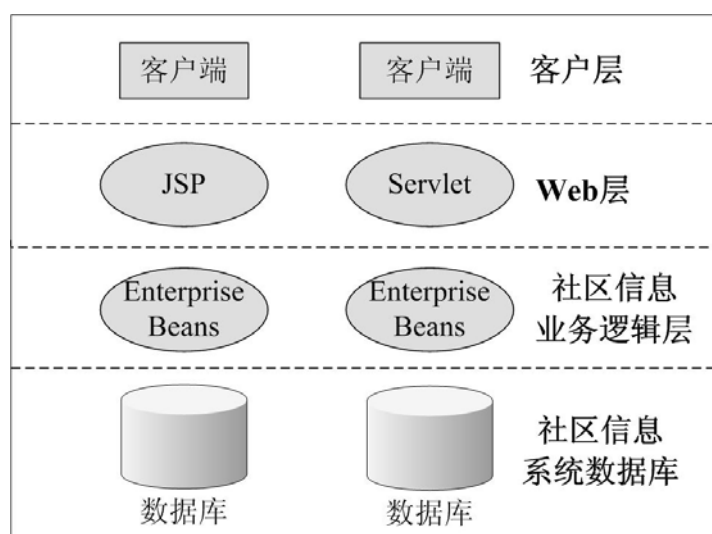 客户端 客户端 客户层
JSP Servlet Web层
Enterprise Beans
Enterprise Beans
社区信息
业务逻辑层
社区信息
系统数据库
数据库 数据库